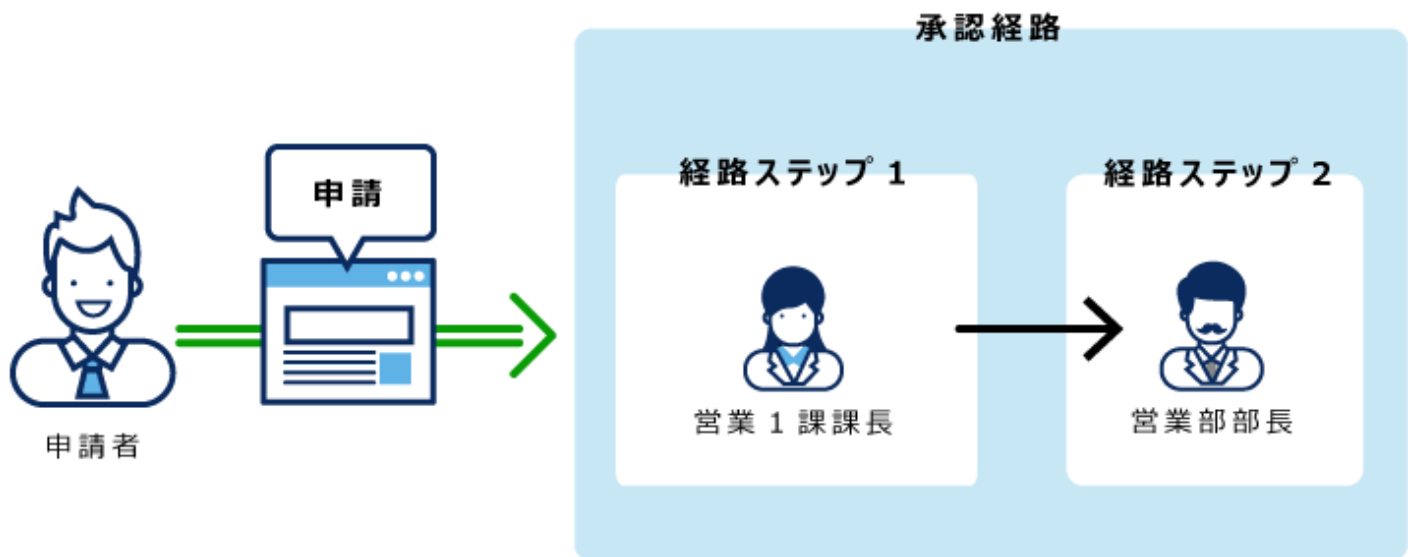 承認経路
申請
経路ステップ 1
経路ステップ 2
申請者
営業 1 課課長
営業部部長